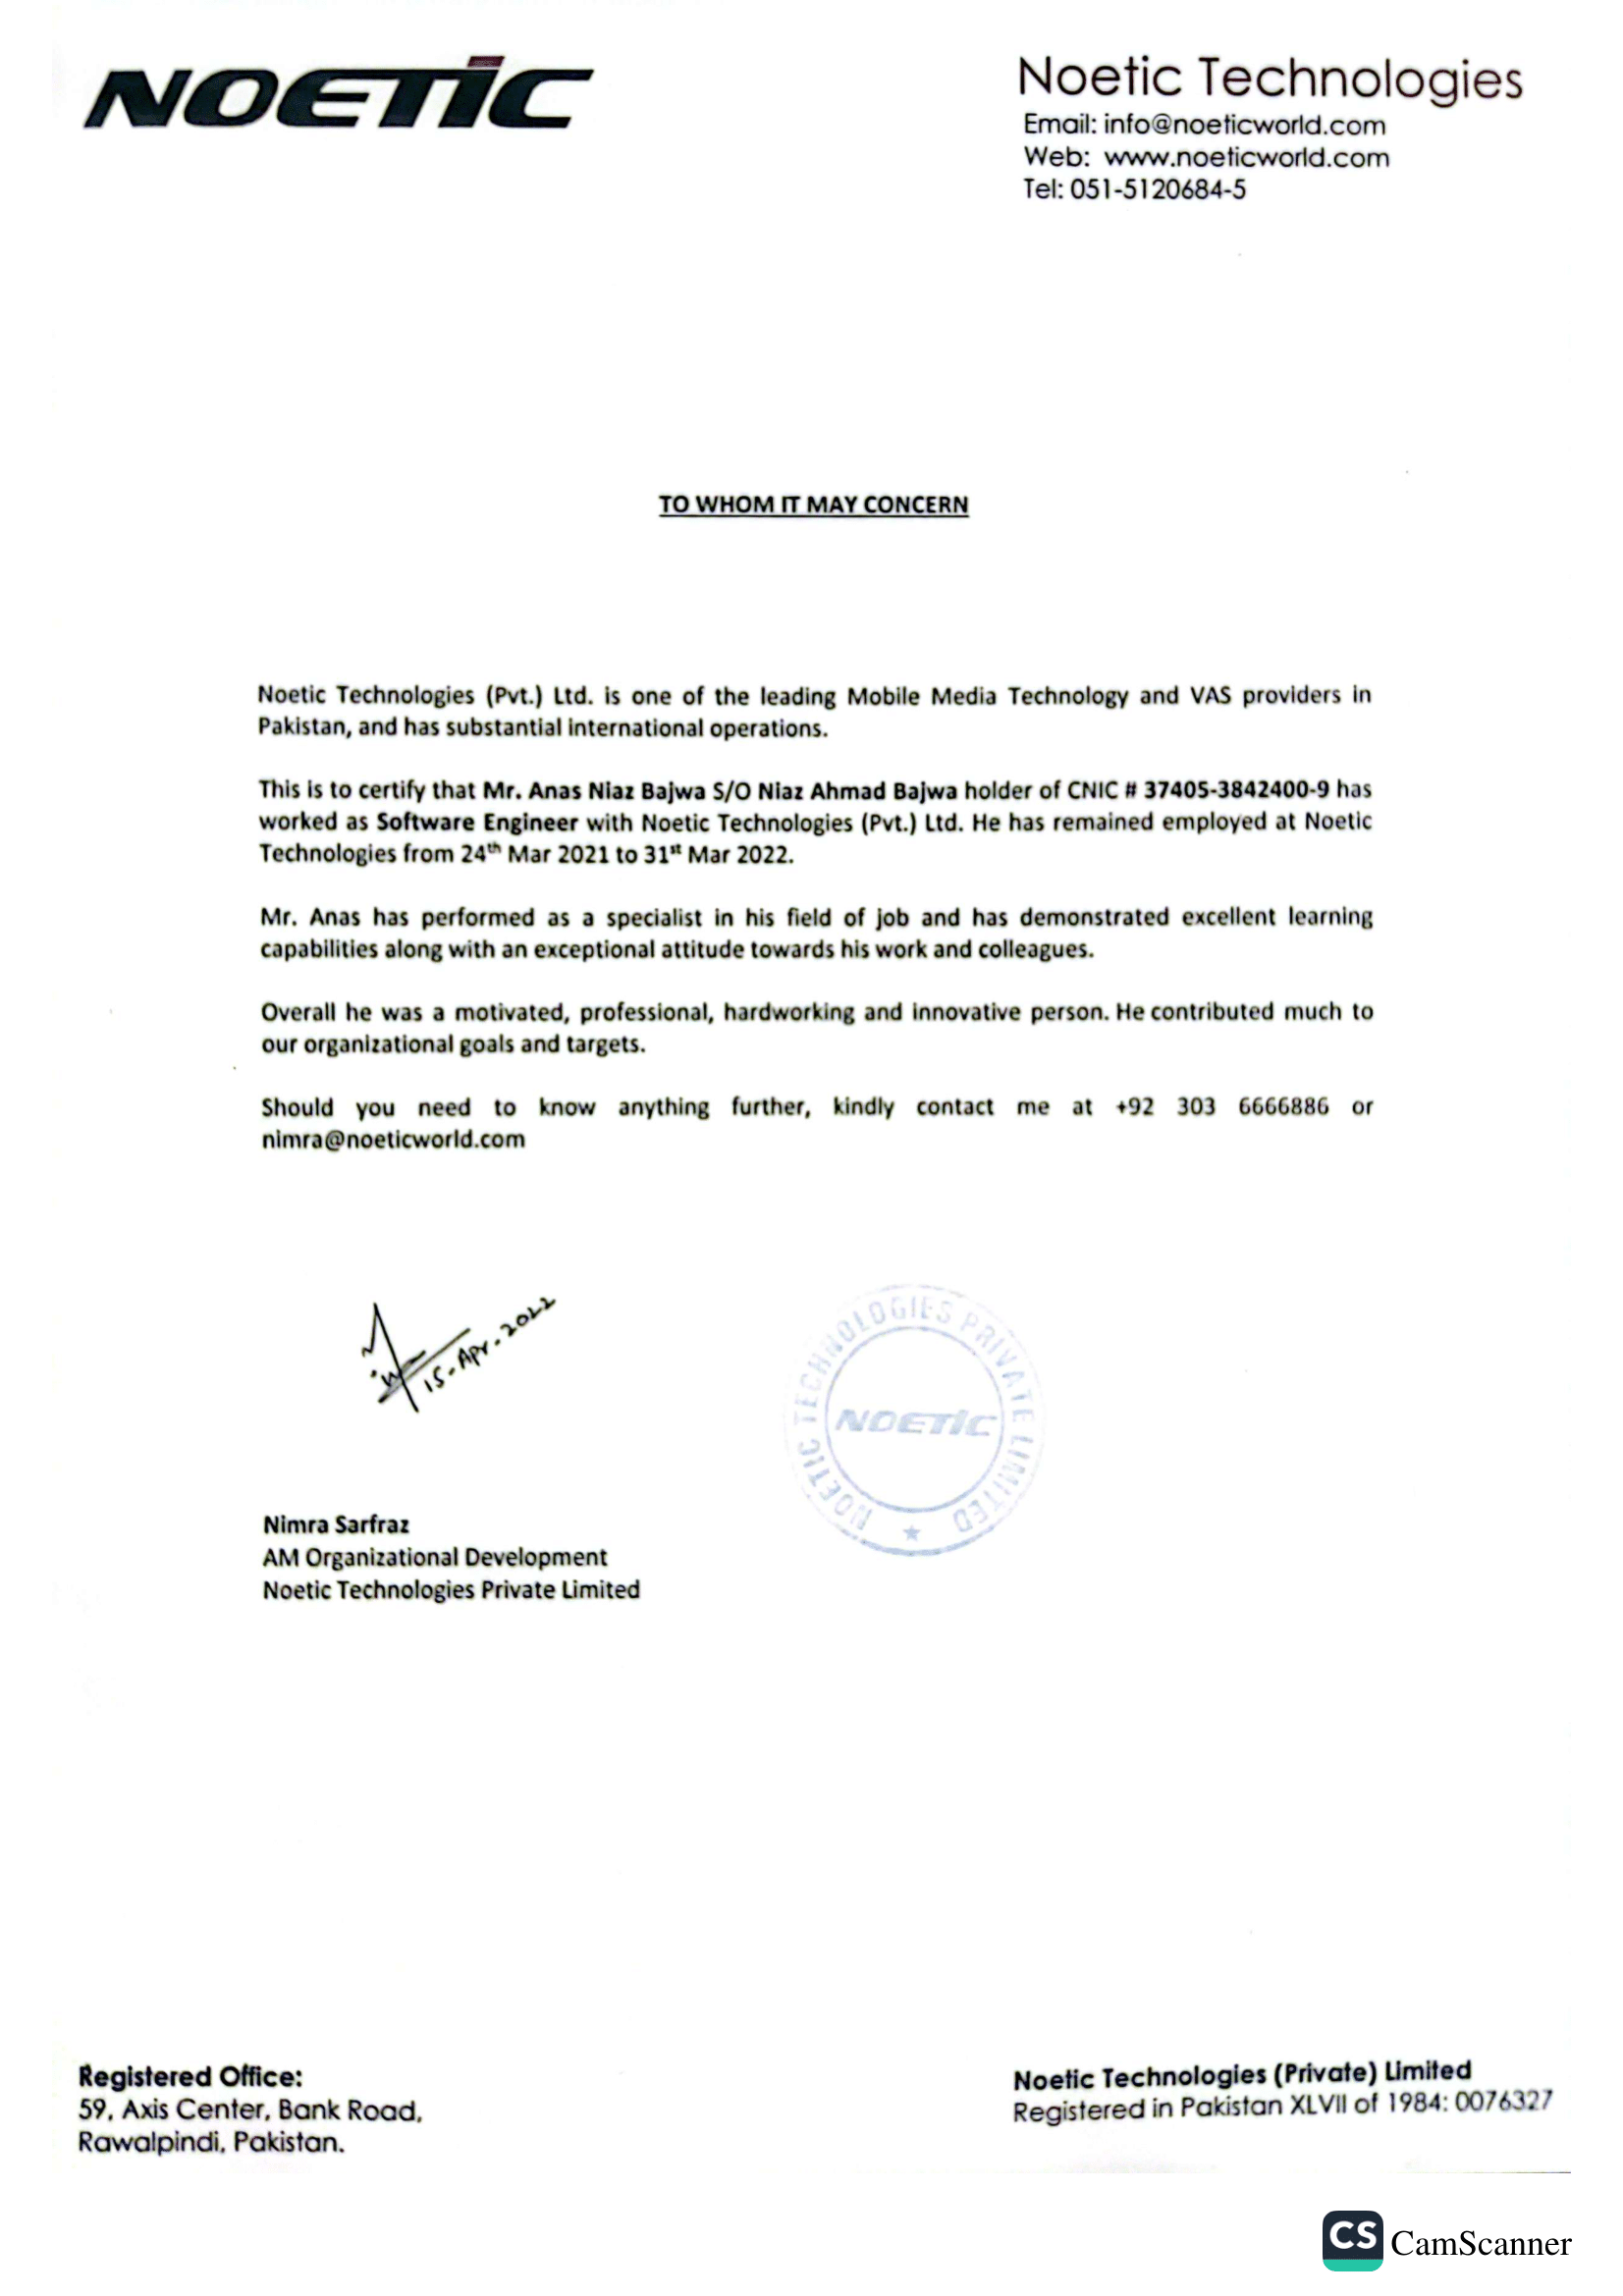 NOETIC
Noetic Technologies
Email: info@noeticworld.com
Web: www.noeticworld.com
Tel: 051-5120684-5
TO WHOM IT MAY CONCERN
Noetic Technologies (Pvt.) Ltd. is one of the leading Mobile Media Technology and VAS providers in
Pakistan, and has substantial international operations.
This is to certify that Mr. Anas Niaz Bajwa S/O Niaz Ahmad Bajwa holder of CNIC # 37405-3842400-9 has
worked as Software Engineer with Noetic Technologies (Pvt.) Ltd. He has remained employed at Noetic
Technologies from 24th Mar 2021 to 31st Mar 2022.
Mr. Anas has performed as a specialist in his field of job and has demonstrated excellent learning
capabilities along with an exceptional attitude towards his work and colleagues.
Overall he was a motivated, professional, hardworking and innovative person. He contributed much to
our organizational goals and targets.
Should you need to know anything further, kindly contact me at +92 303 6666886 or
nimra@noeticworld.com
15-Apr-2022
NOETIC TECHNOLOGIES PRIVATE LIMITED
NOETIC
Nimra Sarfraz
AM Organizational Development
Noetic Technologies Private Limited
Registered Office:
59, Axis Center, Bank Road,
Rawalpindi, Pakistan.
Noetic Technologies (Private) Limited
Registered in Pakistan XLVII of 1984: 0076327
CS CamScanner